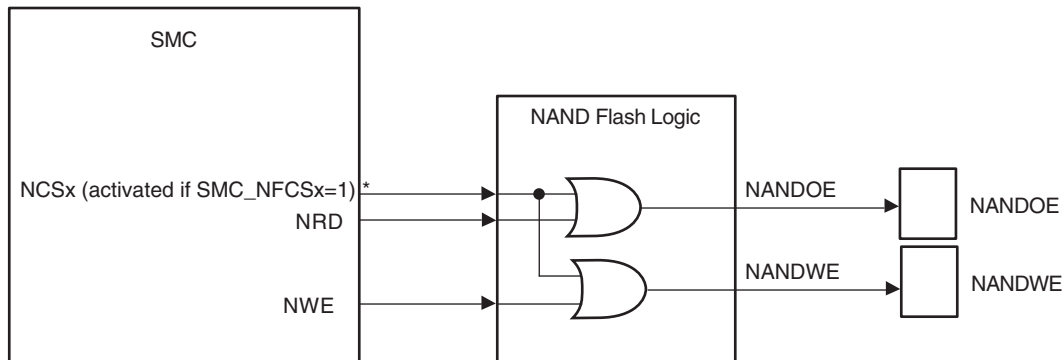 SMC
NAND Flash Logic
NCSx (activated if SMC_NFCSx=1) *
NANDOE
NANDOE
NRD
NANDWE
NANDWE
NWE